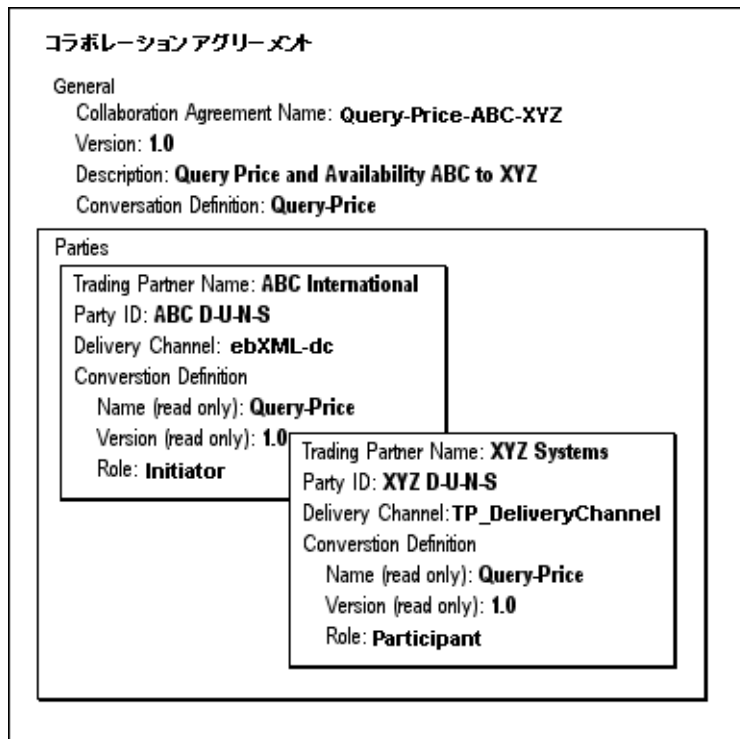 コラボレーション アグリーメント
General
Collaboration Agreement Name: Query-Price-ABC-XYZ
Version: 1.0
Description: Query Price and Availability ABC to XYZ
Conversation Definition: Query-Price
Parties
Trading Partner Name: ABC International
Party ID: ABC D-U-N-S
Delivery Channel: ebXML-dc
Converstion Definition
Name (read only): Query-Price
Version (read only): 1.0
Role: Initiator
Trading Partner Name: XYZ Systems
Party ID: XYZ D-U-N-S
Delivery Channel:TP_DeliveryChannel
Converstion Definition
Name (read only): Query-Price
Version (read only): 1.0
Role: Participant